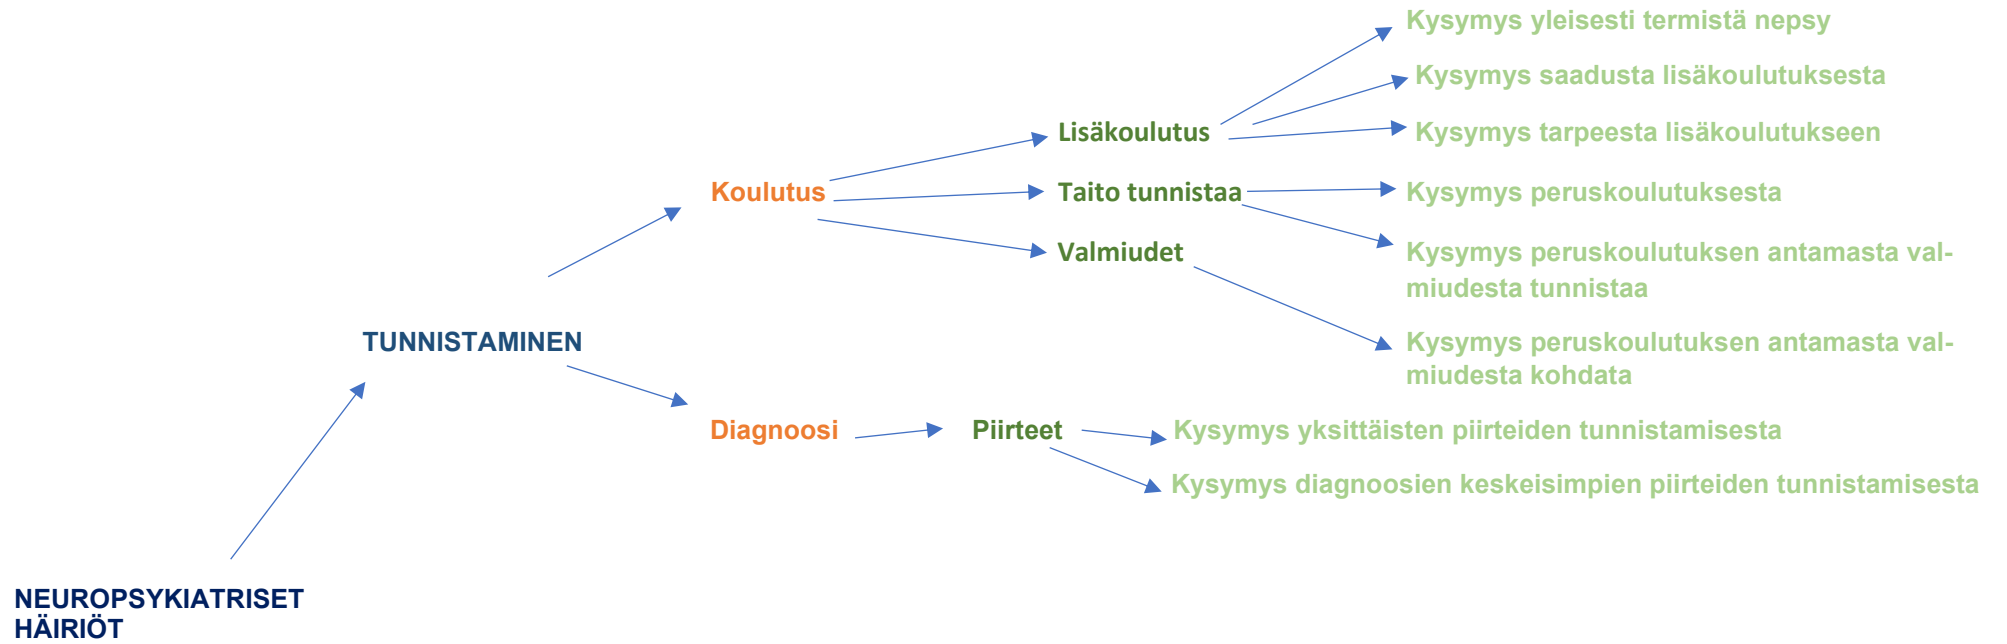 Kysymys yleisesti termistä nepsy
Kysymys saadusta lisäkoulutuksesta
Lisäkoulutus
Kysymys tarpeesta lisäkoulutukseen
Koulutus
Taito tunnistaa
Kysymys peruskoulutuksesta
Valmiudet
Kysymys peruskoulutuksen antamasta val-
miudesta tunnistaa
TUNNISTAMINEN
Kysymys peruskoulutuksen antamasta val-
miudesta kohdata
Diagnoosi
Piirteet
Kysymys yksittäisten piirteiden tunnistamisesta
Kysymys diagnoosien keskeisimpien piirteiden tunnistamisesta
NEUROPSYKIATRISET
HÄIRIÖT